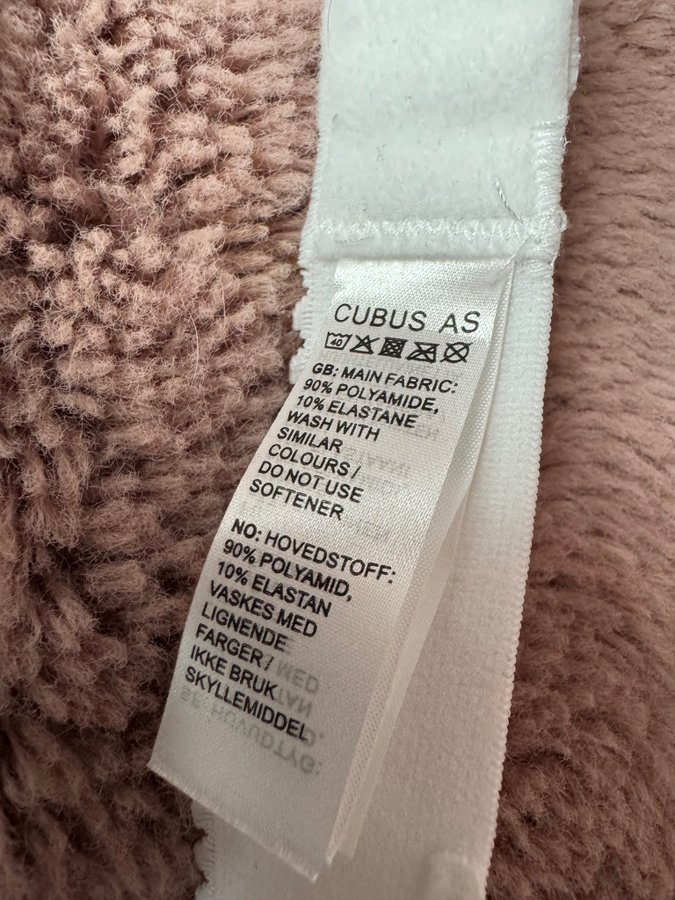 CUBUS AS
40
GB: MAIN FABRIC:
90% POLYAMIDE,
10% ELASTANE
WASH WITH
SIMILAR
COLOURS /
DO NOT USE
SOFTENER
NO: HOVEDSTOFF:
90% POLYAMID,
10% ELASTAN
VASKES MED
LIGNENDE
FARGER /
IKKE BRUK
SKYLLEMIDDEL